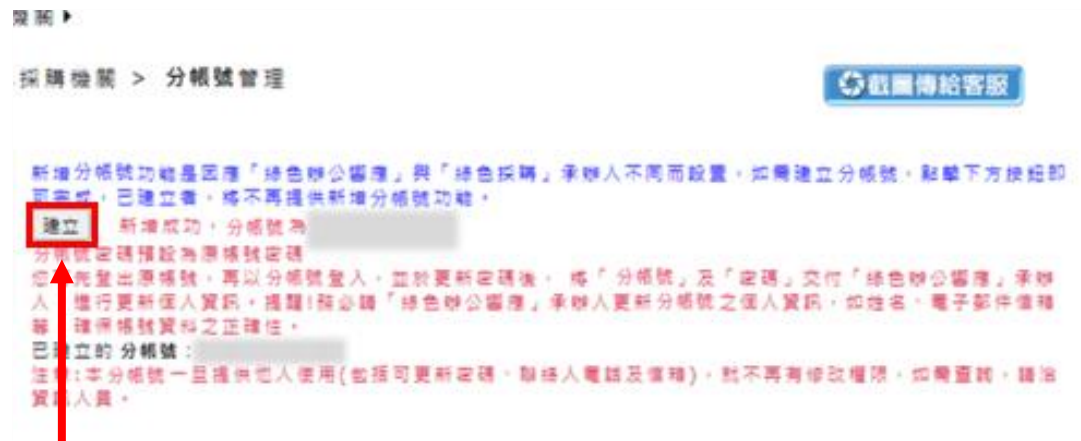 機關▶
採購機關 > 分帳號管理
截圖傳給客服
新增分帳號功能是因應「綠色辦公響應」與「綠色採購」承辦人不同而設置，如需建立分帳號，點擊下方按鈕即
可完成，已建立者，將不再提供新增分帳號功能。
建立 新增成功，分帳號為
分帳號密碼預設為原帳號密碼
您 先登出原帳號，再以分帳號登入，並於更新密碼後， 將「分帳號」及「密碼」交付「綠色辦公響應」承辦
人 進行更新個人資訊，提醒!務必請「綠色辦公響應」承辦人更新分帳號之個人資訊，如姓名、電子郵件信箱
等 確保帳號資料之正確性。
已建立的 分帳號：
注意:本分帳號一旦提供他人使用(包括可更新密碼、聯絡人電話及信箱)，就不再有修改權限，如需查詢，請洽
資訊人員。